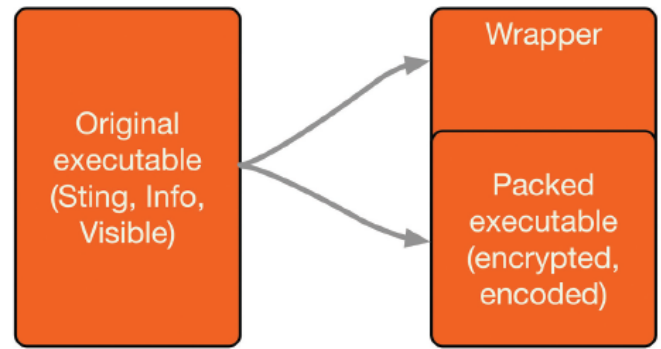 Original
executable
(Sting, Info,
Visible)
Wrapper
Packed
executable
(encrypted,
encoded)